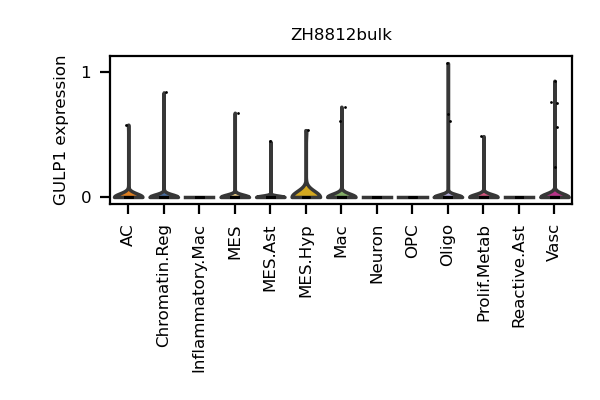 ZH8812bulk
GULP1 expression
1
0
AC
Chromatin.Reg
Inflammatory.Mac
MES
MES.Ast
MES.Hyp
Mac
Neuron
OPC
Oligo
Prolif.Metab
Reactive.Ast
Vasc